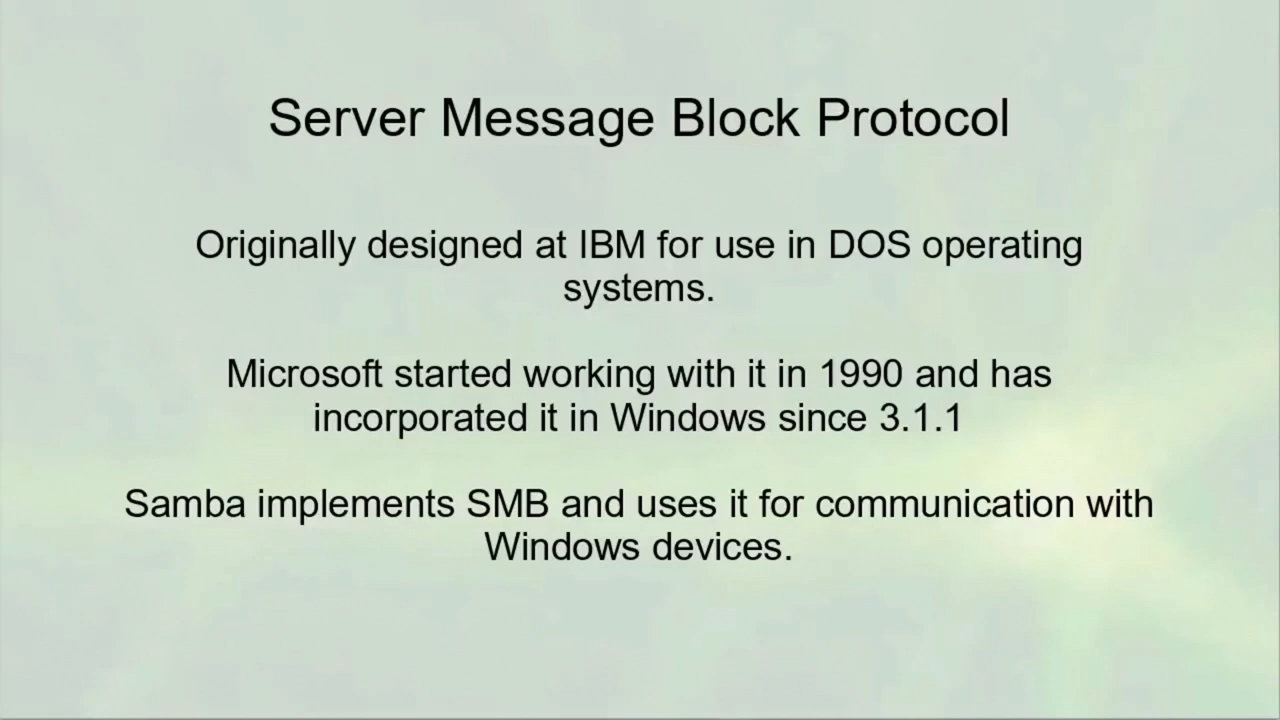 Server Message Block Protocol
Originally designed at IBM for use in DOS operating
systems.
Microsoft started working with it in 1990 and has
incorporated it in Windows since 3.1.1
Samba implements SMB and uses it for communication with
Windows devices.